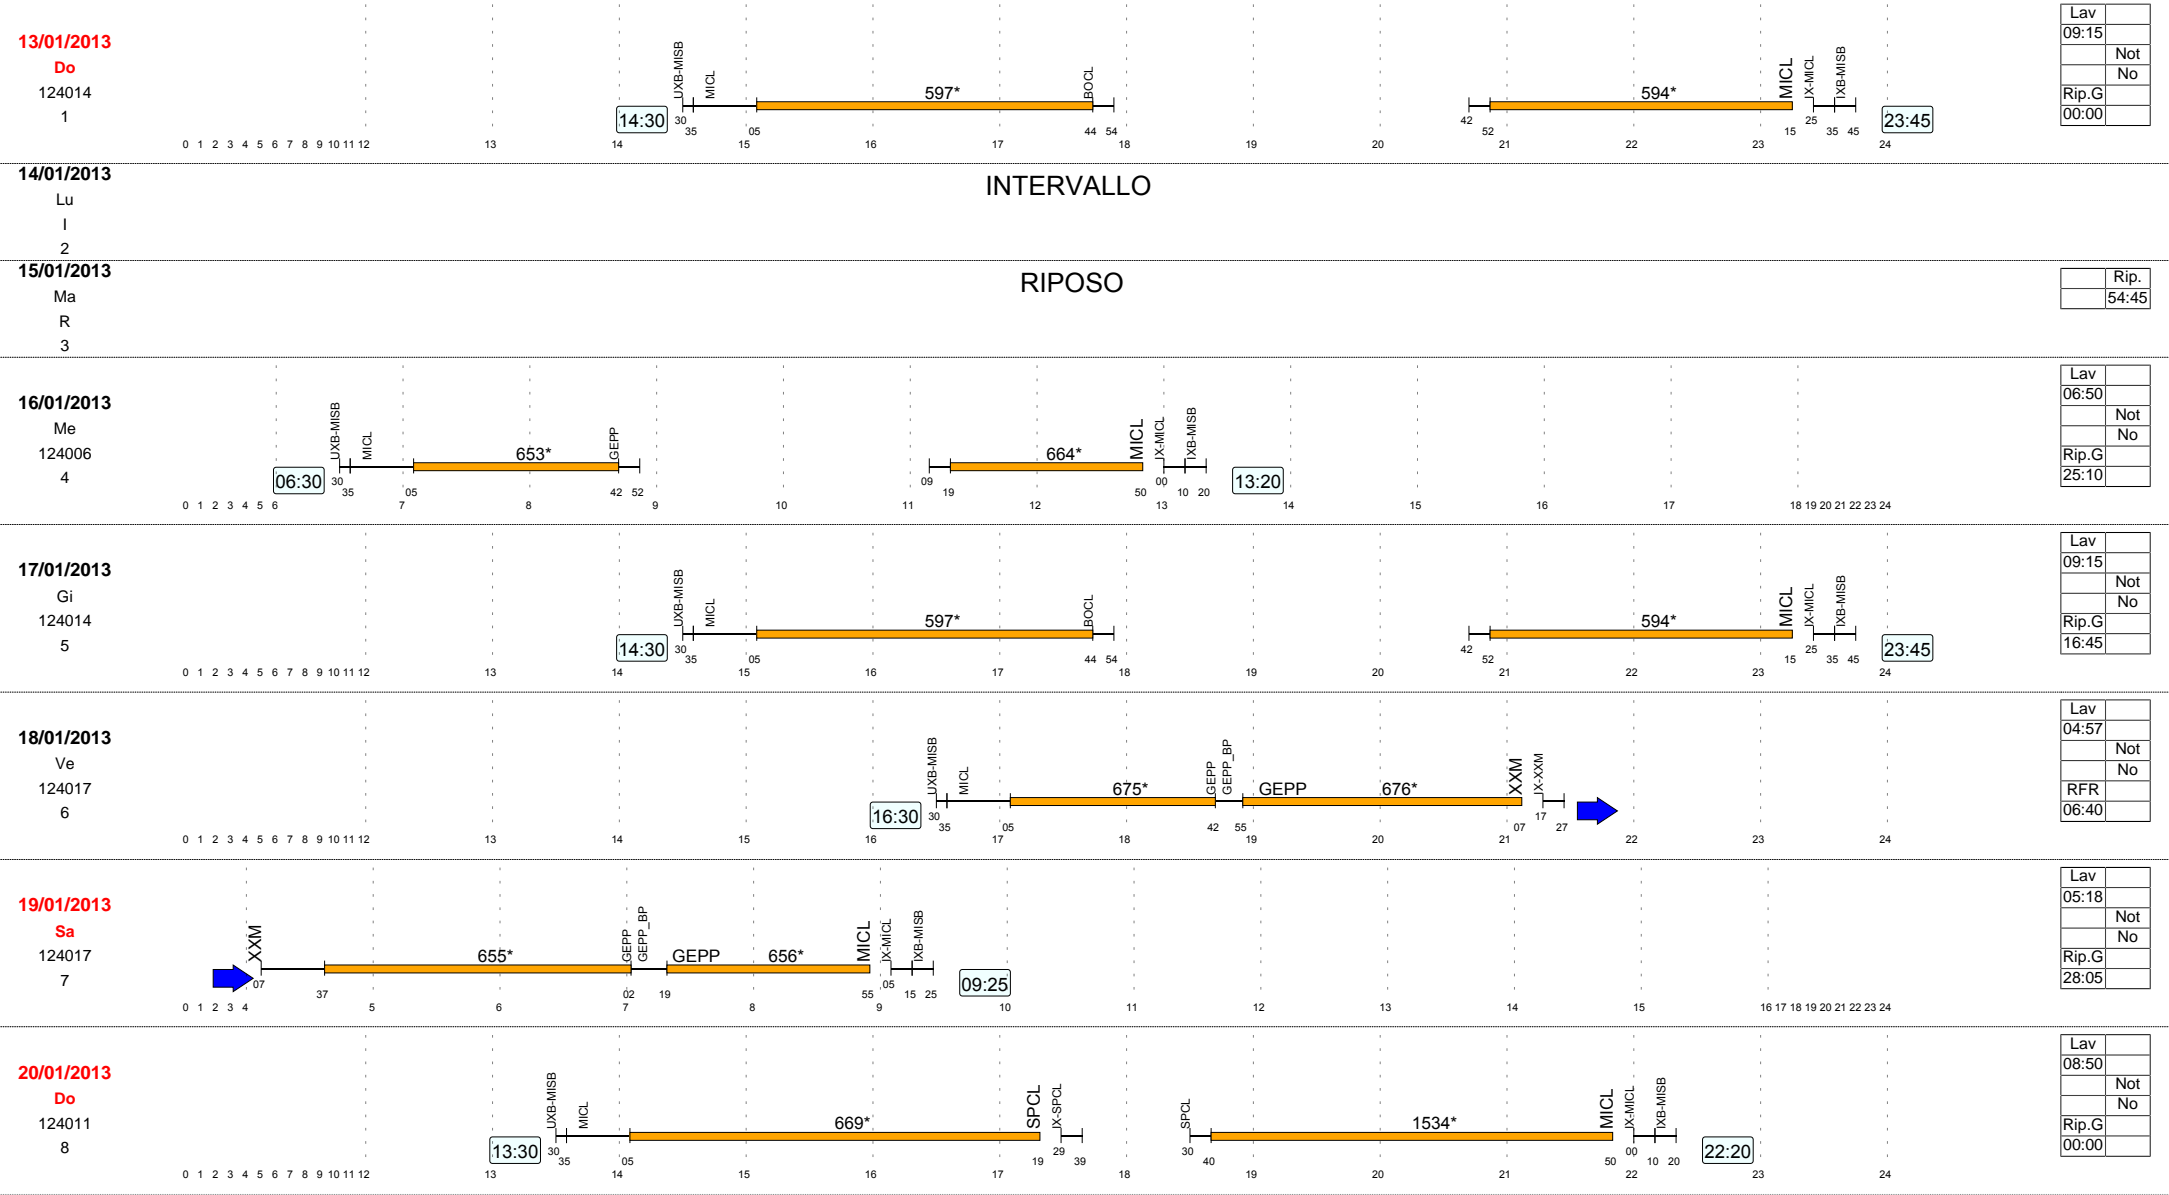 13/01/2013
Do
124014
1
14:30
UXB-MISB
MICL
597*
BOCL
594*
MICL
IX-MICL
IXB-MISB
23:45
30 35 05 44 54 42 52 15 25 35 45
0 1 2 3 4 5 6 7 8 9 10 11 12 13 14 15 16 17 18 19 20 21 22 23 24
Lav
09:15
Not
No
Rip.G
00:00
14/01/2013
Lu
I
2
INTERVALLO
15/01/2013
Ma
R
3
RIPOSO
Rip.
54:45
16/01/2013
Me
124006
4
06:30
UXB-MISB
MICL
653*
GEPP
664*
MICL
IX-MICL
IXB-MISB
13:20
30 35 05 42 52 09 19 50 00 10 20
0 1 2 3 4 5 6 7 8 9 10 11 12 13 14 15 16 17 18 19 20 21 22 23 24
Lav
06:50
Not
No
Rip.G
25:10
17/01/2013
Gi
124014
5
14:30
UXB-MISB
MICL
597*
BOCL
594*
MICL
IX-MICL
IXB-MISB
23:45
30 35 05 44 54 42 52 15 25 35 45
0 1 2 3 4 5 6 7 8 9 10 11 12 13 14 15 16 17 18 19 20 21 22 23 24
Lav
09:15
Not
No
Rip.G
16:45
18/01/2013
Ve
124017
6
16:30
UXB-MISB
MICL
675*
GEPP
GEPP_BP
GEPP
676*
XXM
IX-XXM
30 35 05 42 55 07 17 27
0 1 2 3 4 5 6 7 8 9 10 11 12 13 14 15 16 17 18 19 20 21 22 23 24
Lav
04:57
Not
No
RFR
06:40
19/01/2013
Sa
124017
7
XXM
655*
GEPP
GEPP_BP
GEPP
656*
MICL
IX-MICL
IXB-MISB
09:25
07 37 02 19 55 05 15 25
0 1 2 3 4 5 6 7 8 9 10 11 12 13 14 15 16 17 18 19 20 21 22 23 24
Lav
05:18
Not
No
Rip.G
28:05
20/01/2013
Do
124011
8
13:30
UXB-MISB
MICL
669*
SPCL
IX-SPCL
SPCL
1534*
MICL
IX-MICL
IXB-MISB
22:20
30 35 05 19 29 39 30 40 50 00 10 20
0 1 2 3 4 5 6 7 8 9 10 11 12 13 14 15 16 17 18 19 20 21 22 23 24
Lav
08:50
Not
No
Rip.G
00:00